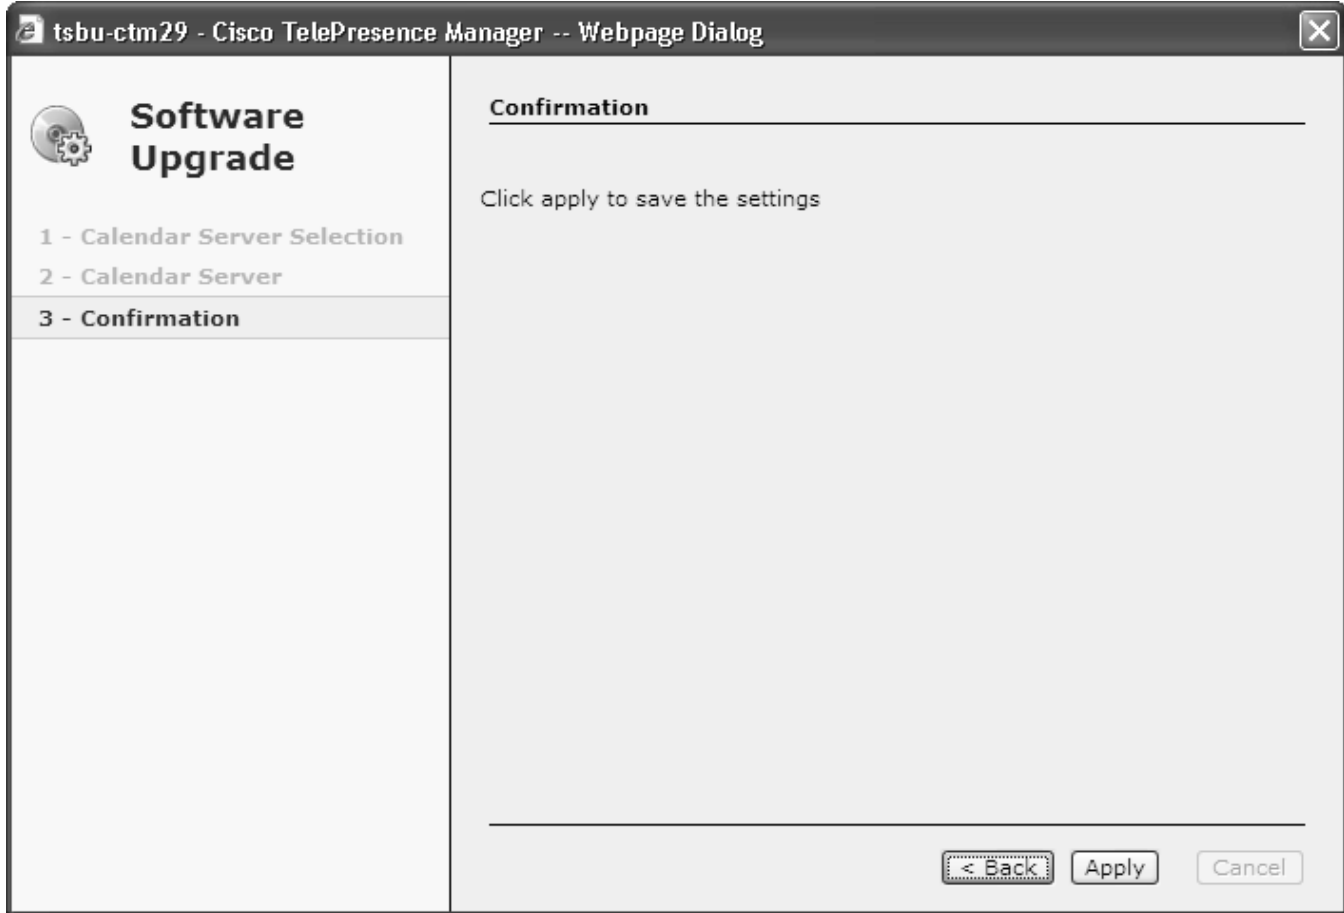 tsbu-ctm29 - Cisco TelePresence Manager -- Webpage Dialog
Software
Upgrade
1 - Calendar Server Selection
2 - Calendar Server
3 - Confirmation
Confirmation
Click apply to save the settings
< Back Apply Cancel